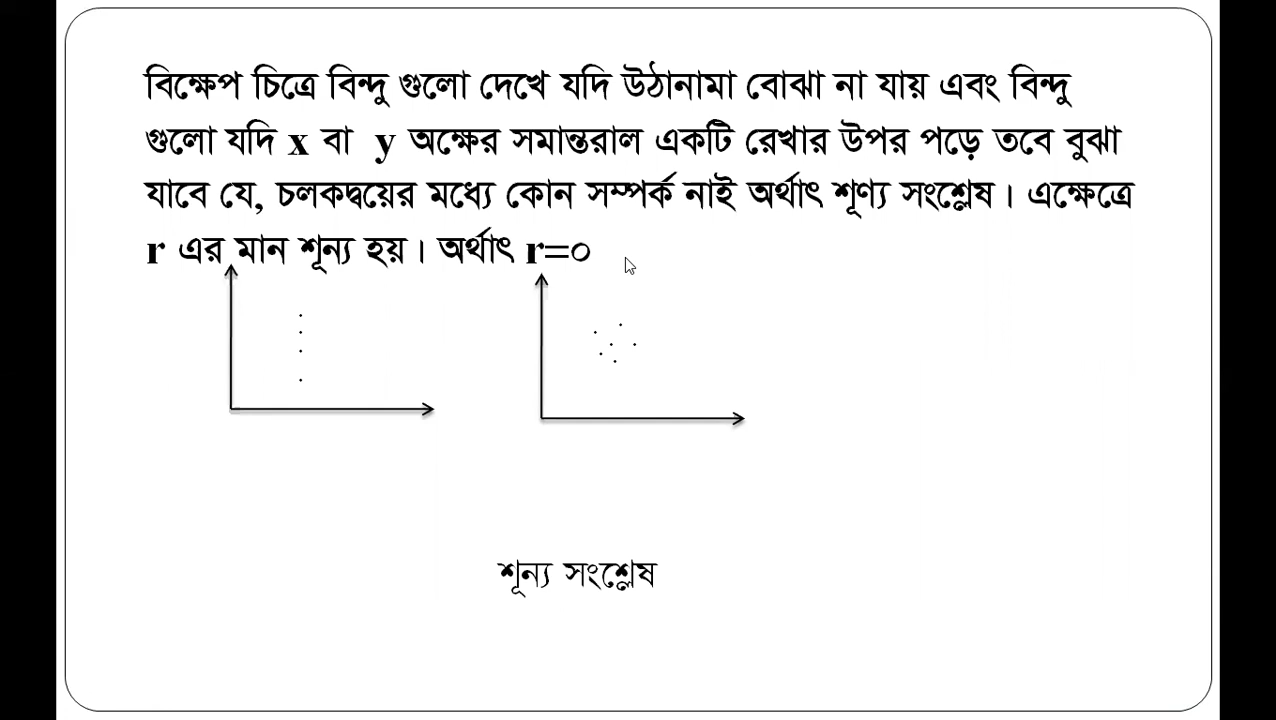 বিক্ষেপ চিত্রে বিন্দু গুলো দেখে যদি উঠানামা বোঝা না যায় এবং বিন্দু
গুলো যদি x বা y অক্ষের সমান্তরাল একটি রেখার উপর পড়ে তবে বুঝা
যাবে যে, চলকদ্বয়ের মধ্যে কোন সম্পর্ক নাই অর্থাৎ শূণ্য সংশ্লেষ। এক্ষেত্রে
r এর মান শূন্য হয়। অর্থাৎ r=০
শূন্য সংশ্লেষ